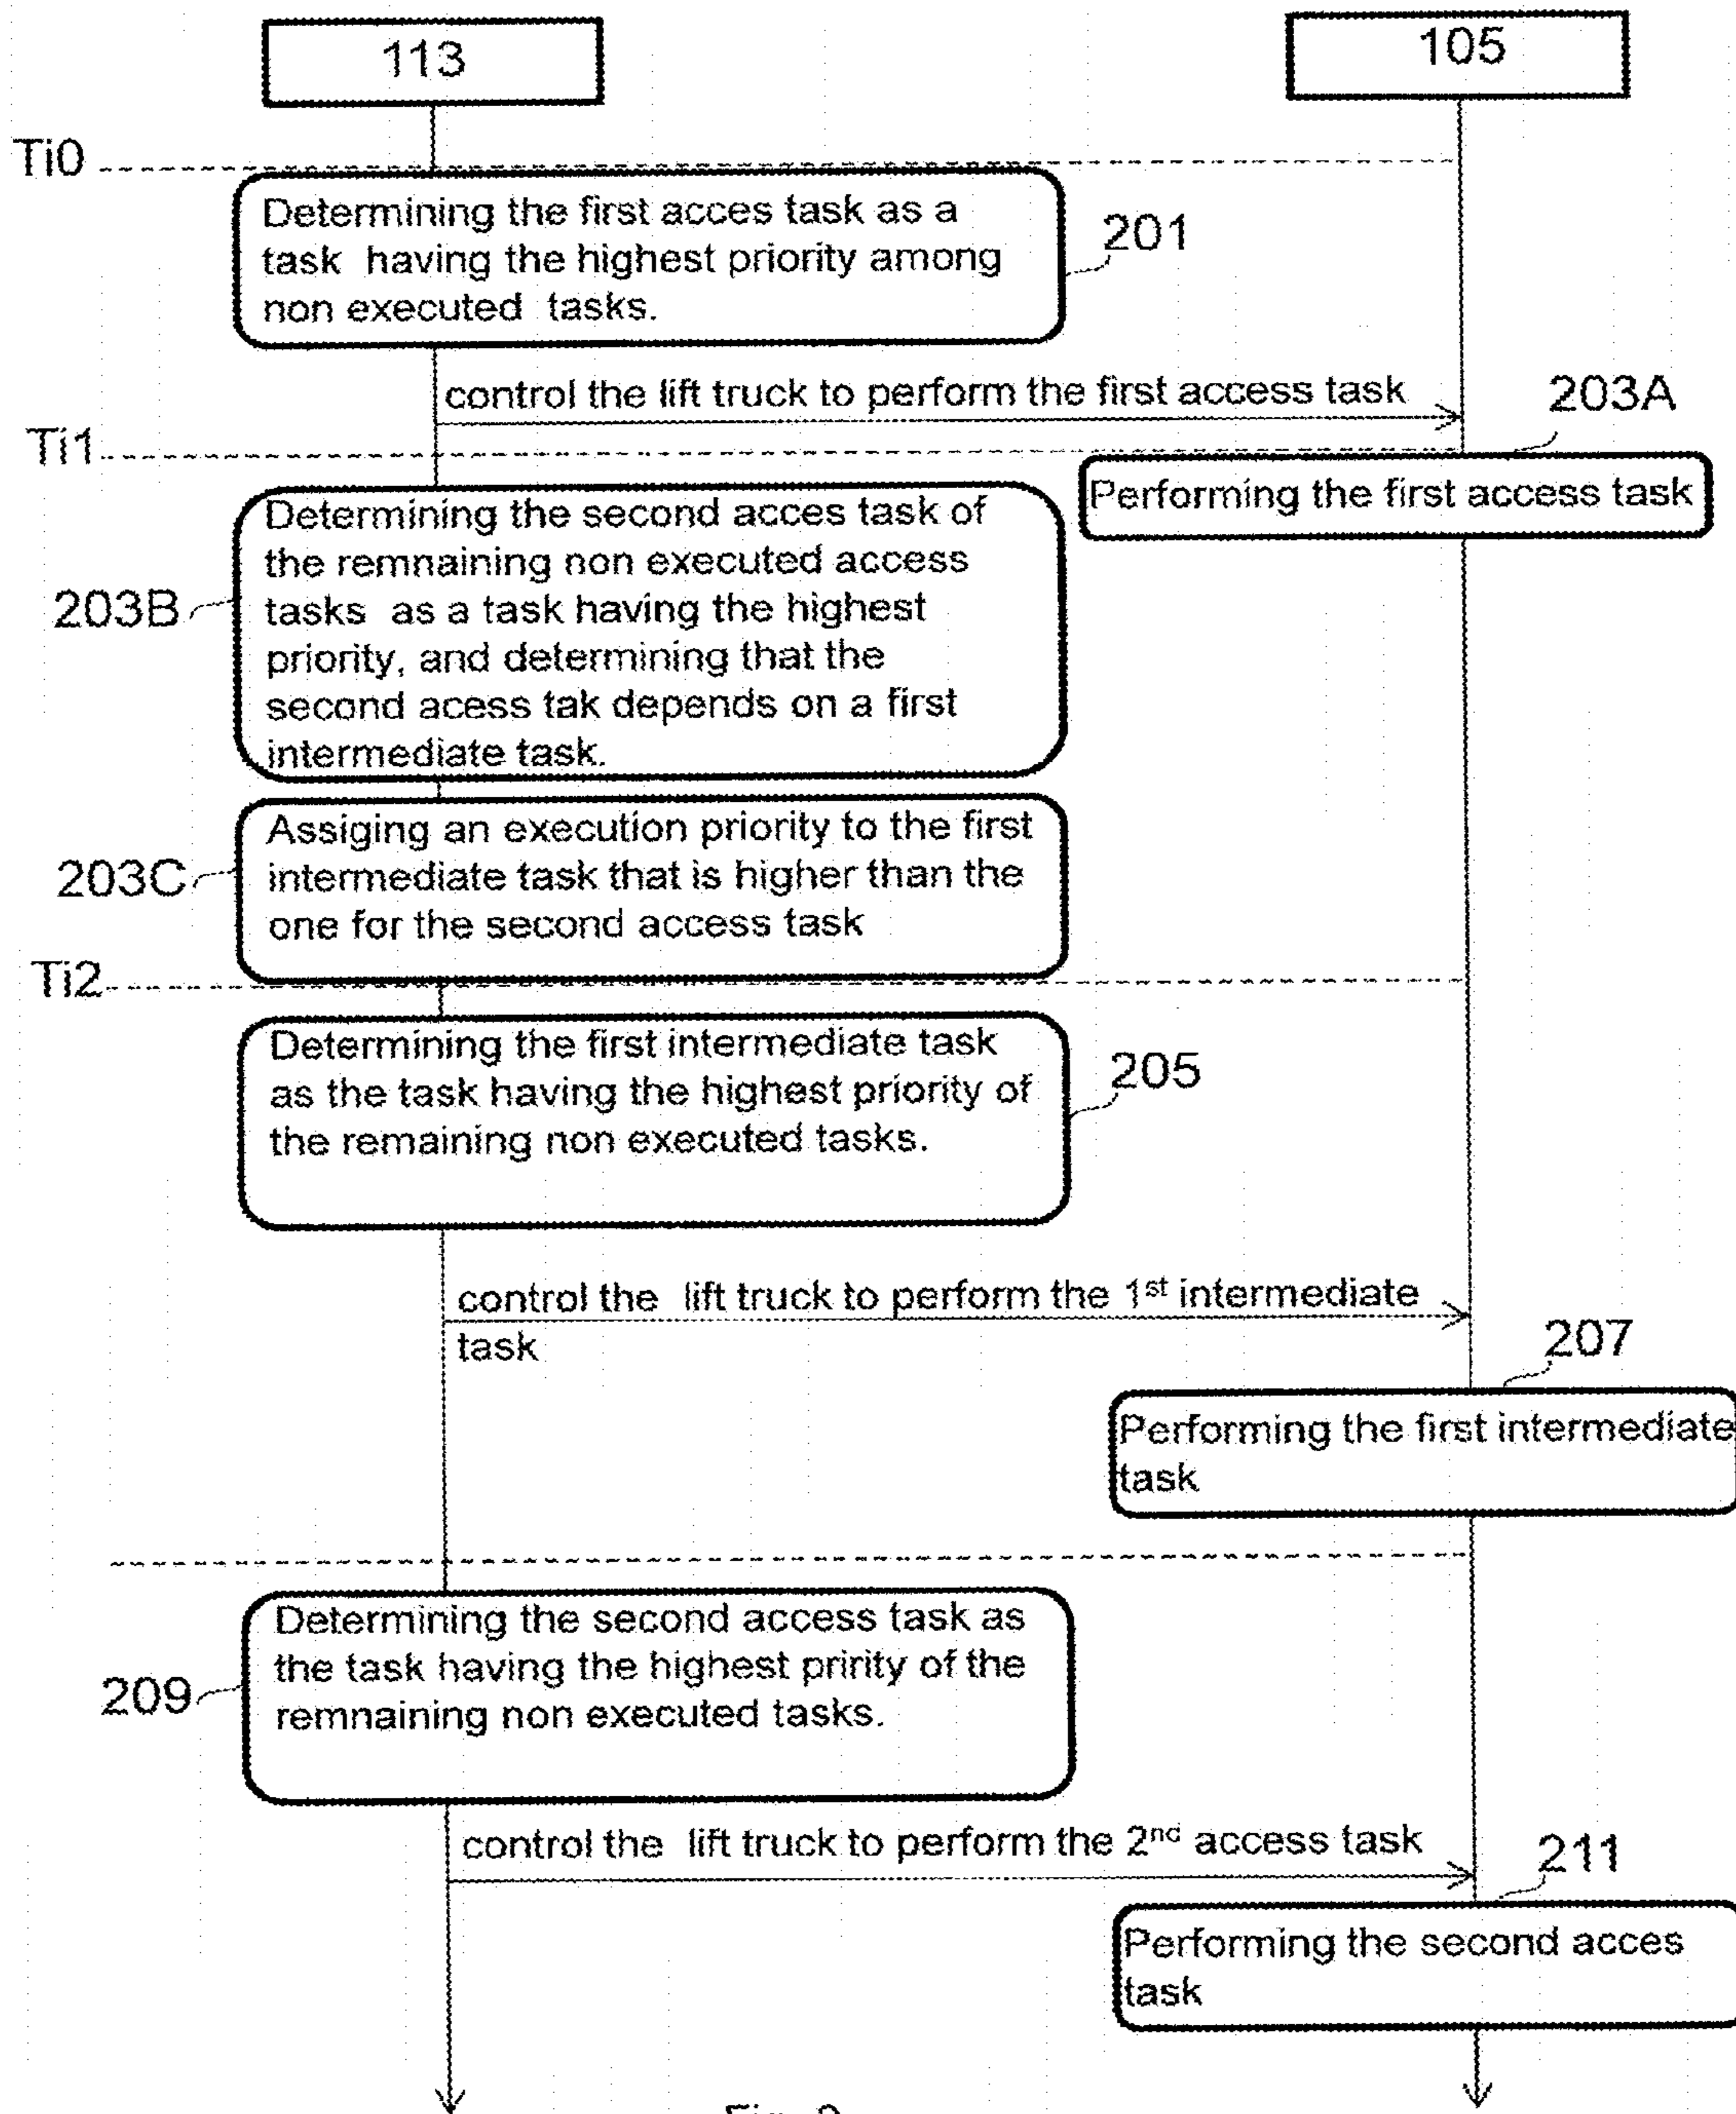 113
105
Ti0
Determining the first acces task as a
task having the highest priority among
non executed tasks.
201
control the lift truck to perform the first access task
203A
Ti1
Performing the first access task
Determining the second acces task of
the remnaining non executed access
tasks as a task having the highest
priority, and determining that the
second acess tak depends on a first
intermediate task.
203B
Assiging an execution priority to the first
intermediate task that is higher than the
one for the second access task
203C
Ti2
Determining the first intermediate task
as the task having the highest priority of
the remaining non executed tasks.
205
control the lift truck to perform the 1st intermediate
task
207
Performing the first intermediate
task
Determining the second access task as
the task having the highest pririty of the
remnaining non executed tasks.
209
control the lift truck to perform the 2nd access task
211
Performing the second acces
task